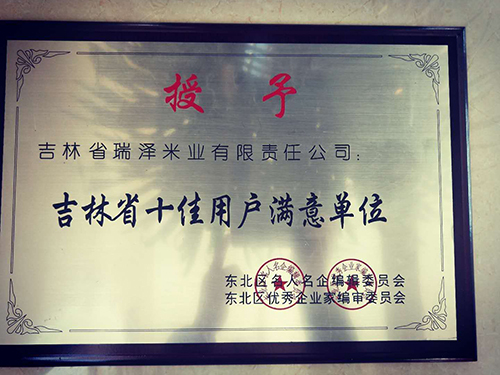 授予
吉林省瑞泽米业有限责任公司：
吉林省十佳用户满意单位
东北区名人名企编辑委员会
东北区优秀企业家编审委员会